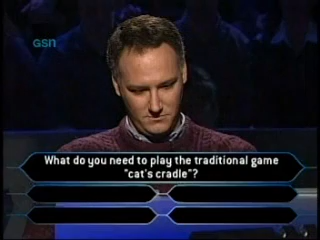 GSN
What do you need to play the traditional game
"cat's cradle"?